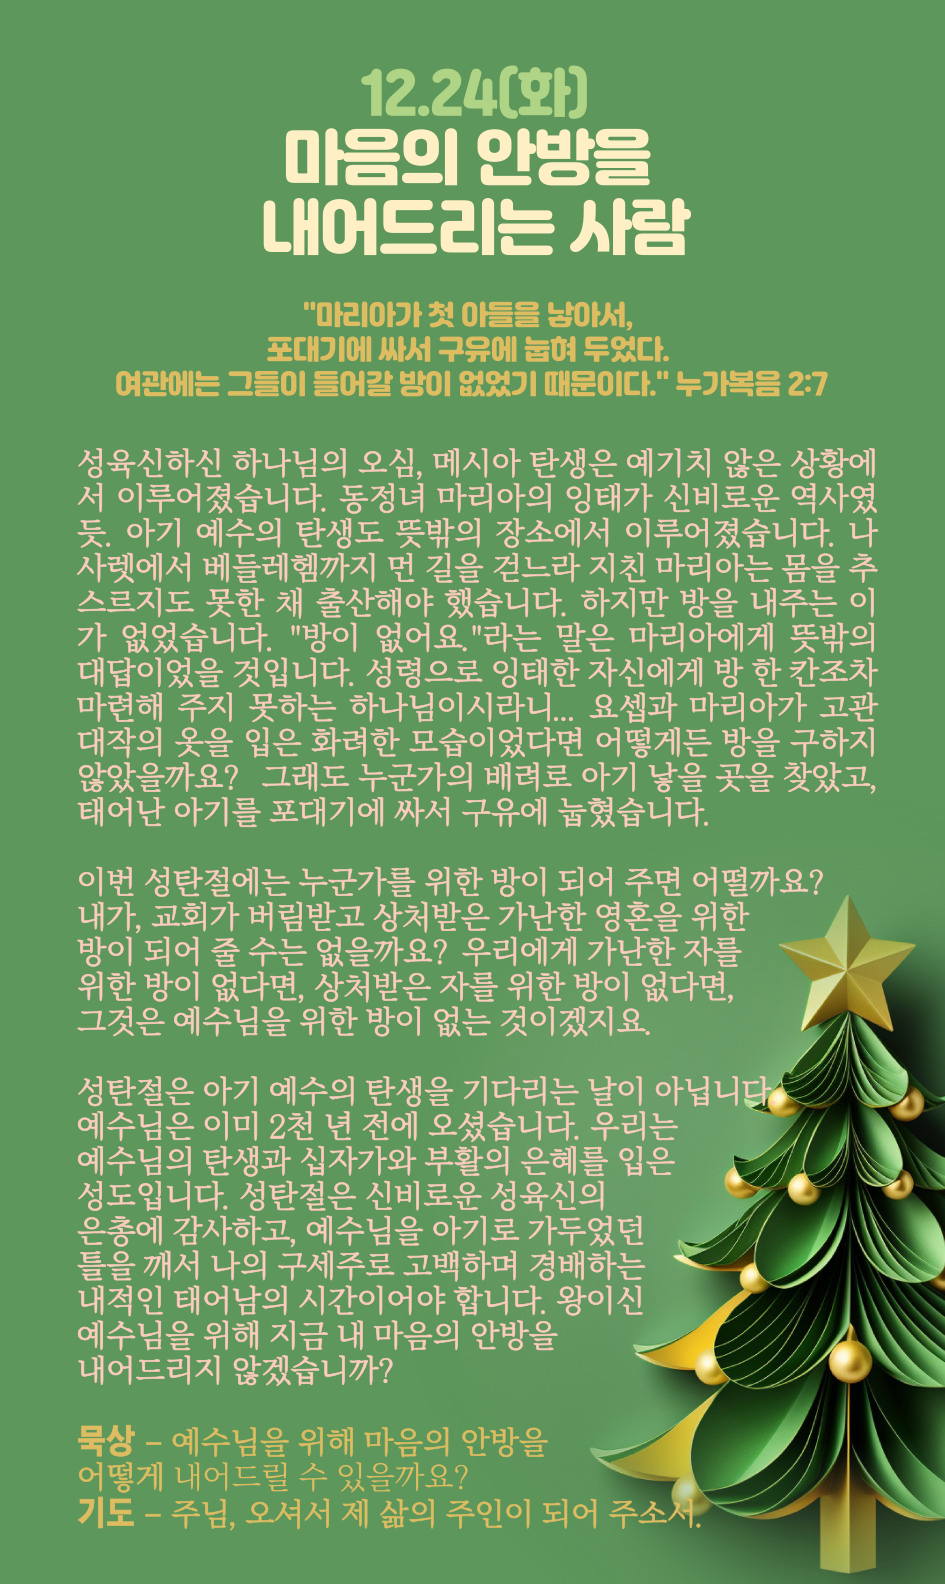 12.24(화)
마음의 안방을
내어드리는 사람
"마리아가 첫 아들을 낳아서,
포대기에 싸서 구유에 눕혀 두었다.
여관에는 그들이 들어갈 방이 없었기 때문이다." 누가복음 2:7
성육신하신 하나님의 오심, 메시아 탄생은 예기치 않은 상황에
서 이루어졌습니다. 동정녀 마리아의 잉태가 신비로운 역사였
듯. 아기 예수의 탄생도 뜻밖의 장소에서 이루어졌습니다. 나
사렛에서 베들레헴까지 먼 길을 걷느라 지친 마리아는 몸을 추
스르지도 못한 채 출산해야 했습니다. 하지만 방을 내주는 이
가 없었습니다. "방이 없어요."라는 말은 마리아에게 뜻밖의
대답이었을 것입니다. 성령으로 잉태한 자신에게 방 한 칸조차
마련해 주지 못하는 하나님이시라니... 요셉과 마리아가 고관
대작의 옷을 입은 화려한 모습이었다면 어떻게든 방을 구하지
않았을까요? 그래도 누군가의 배려로 아기 낳을 곳을 찾았고,
태어난 아기를 포대기에 싸서 구유에 눕혔습니다.
이번 성탄절에는 누군가를 위한 방이 되어 주면 어떨까요?
내가, 교회가 버림받고 상처받은 가난한 영혼을 위한
방이 되어 줄 수는 없을까요? 우리에게 가난한 자를
위한 방이 없다면, 상처받은 자를 위한 방이 없다면,
그것은 예수님을 위한 방이 없는 것이겠지요.
성탄절은 아기 예수의 탄생을 기다리는 날이 아닙니다.
예수님은 이미 2천 년 전에 오셨습니다. 우리는
예수님의 탄생과 십자가와 부활의 은혜를 입은
성도입니다. 성탄절은 신비로운 성육신의
은총에 감사하고, 예수님을 아기로 가두었던
틀을 깨서 나의 구세주로 고백하며 경배하는
내적인 태어남의 시간이어야 합니다. 왕이신
예수님을 위해 지금 내 마음의 안방을
내어드리지 않겠습니까?
묵상 – 예수님을 위해 마음의 안방을
어떻게 내어드릴 수 있을까요?
기도 – 주님, 오셔서 제 삶의 주인이 되어 주소서.